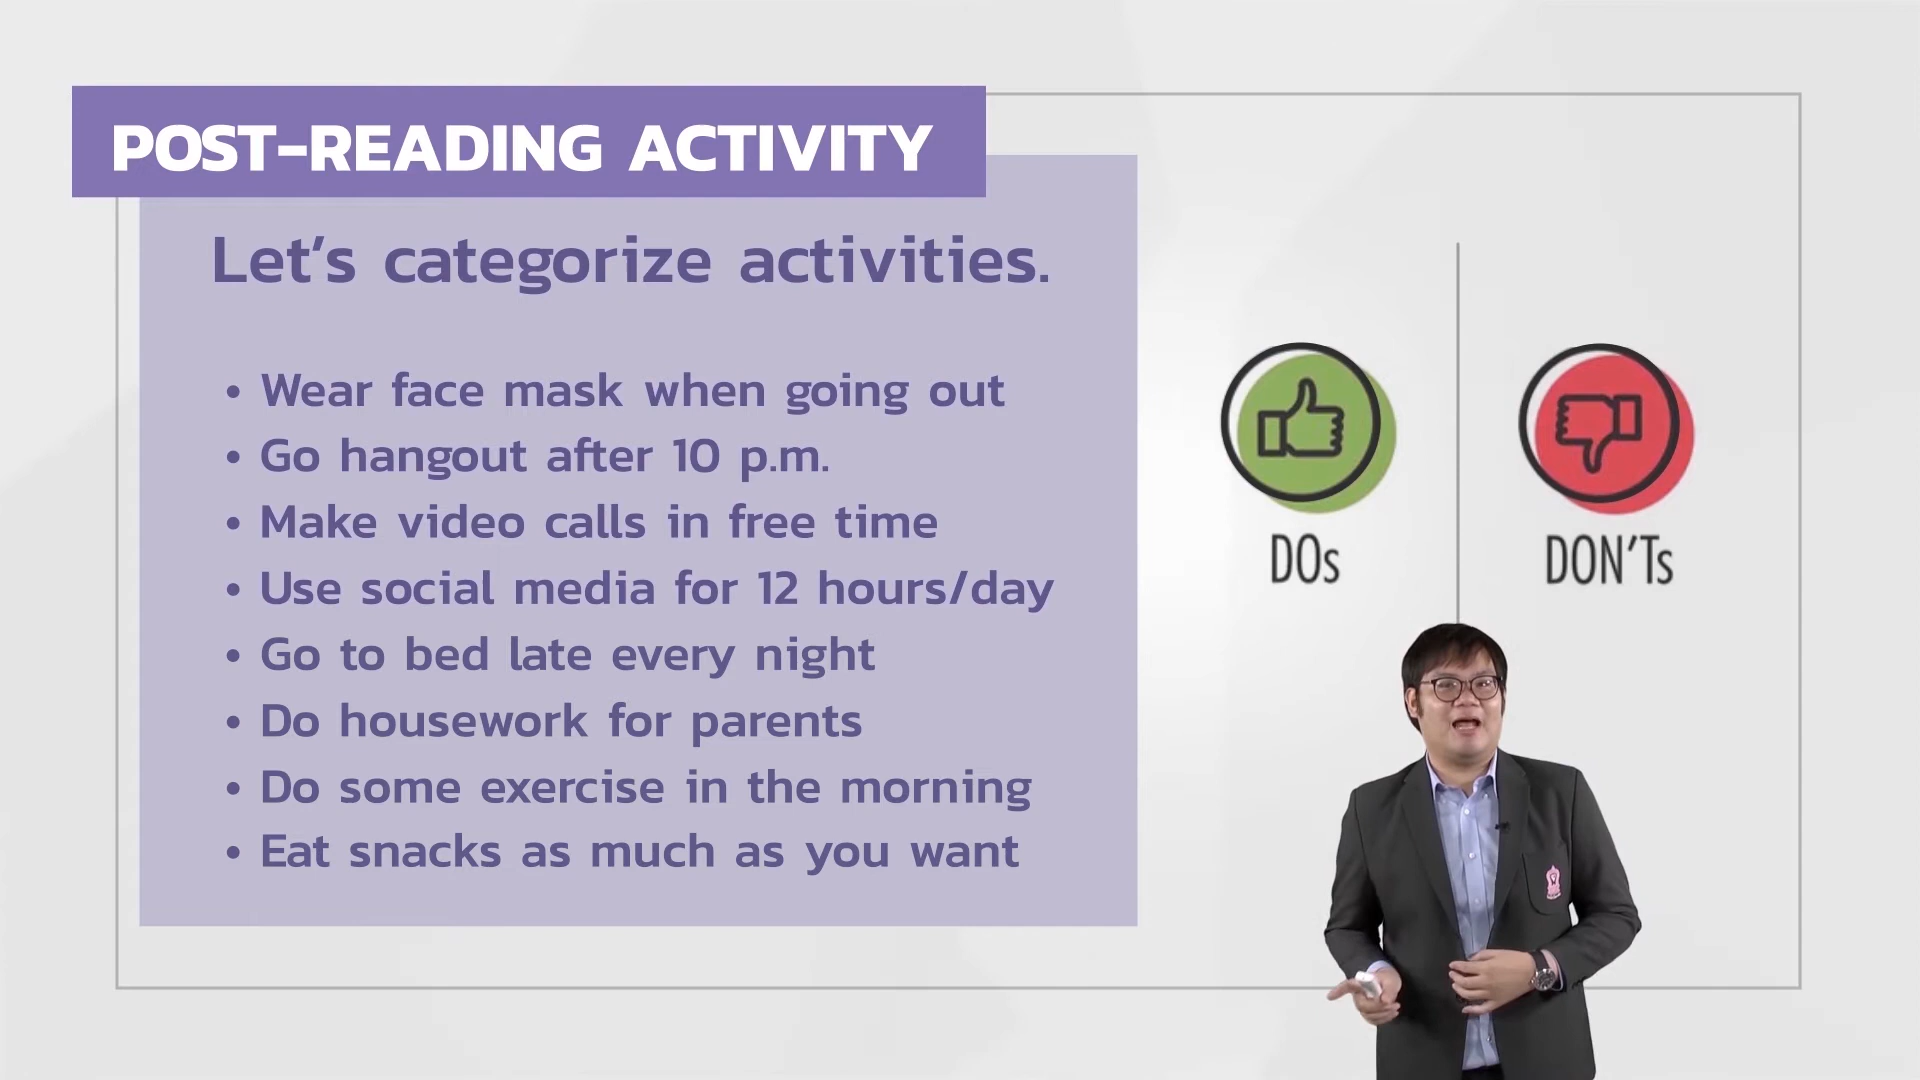 POST-READING ACTIVITY
Let's categorize activities.
• Wear face mask when going out
• Go hangout after 10 p.m.
• Make video calls in free time
• Use social media for 12 hours/day
• Go to bed late every night
• Do housework for parents
• Do some exercise in the morning
• Eat snacks as much as you want
DOs
DON'Ts